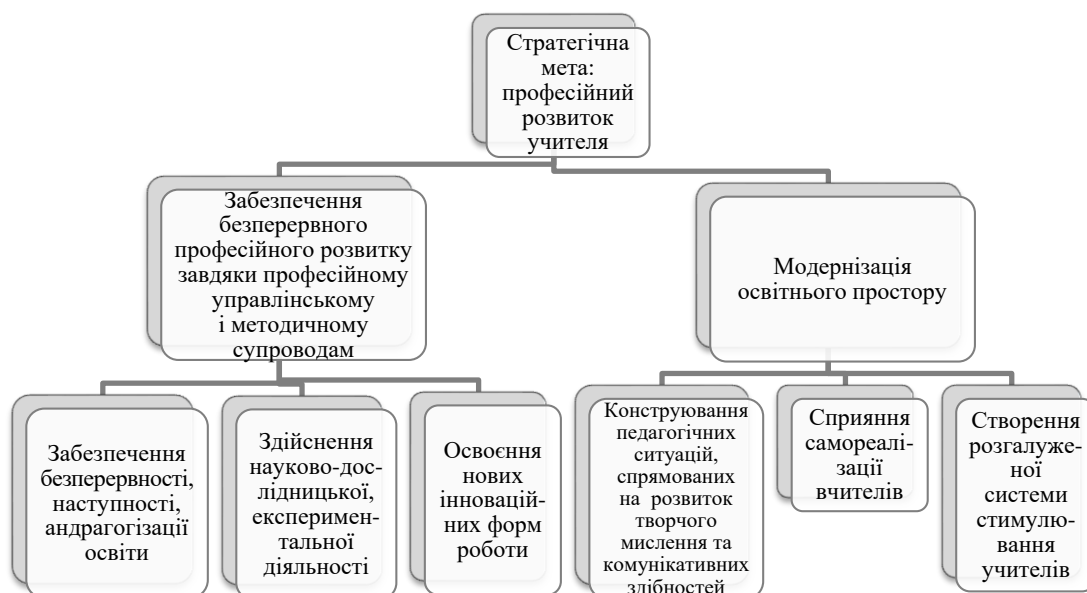 Стратегічна
мета:
професійний
розвиток
учителя
Забезпечення
безперервного
професійного розвитку
завдяки професійному
управлінському
і методичному
супроводам
Модернізація
освітнього простору
Забезпечення
безперервності,
наступності,
андрагогізації
освіти
Здійснення
науково-дос-
лідницької,
експеримен-
тальної
діяльності
Освоєння
нових
інновацій-
них форм
роботи
Конструювання
педагогічних
ситуацій,
спрямованих
на розвиток
творчого
мислення та
комунікативних
здібностей
Сприяння
самореалі-
зації
вчителів
Створення
розгалуже-
ної
системи
стимулю-
вання
учителів